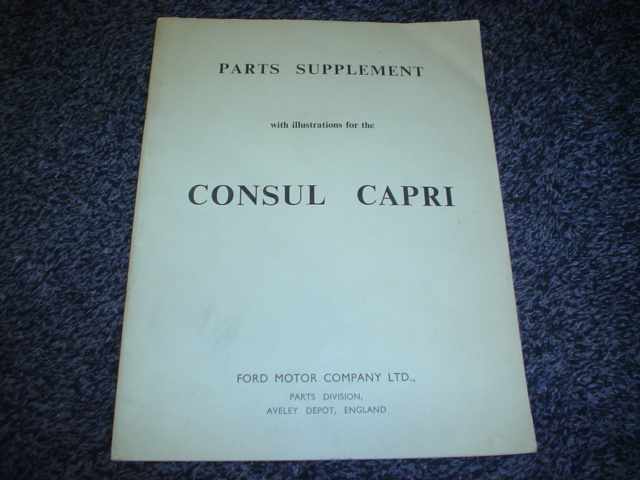 PARTS SUPPLEMENT
with illustrations for the
CONSUL CAPRI
FORD MOTOR COMPANY LTD.,
PARTS DIVISION,
AVELEY DEPOT, ENGLAND